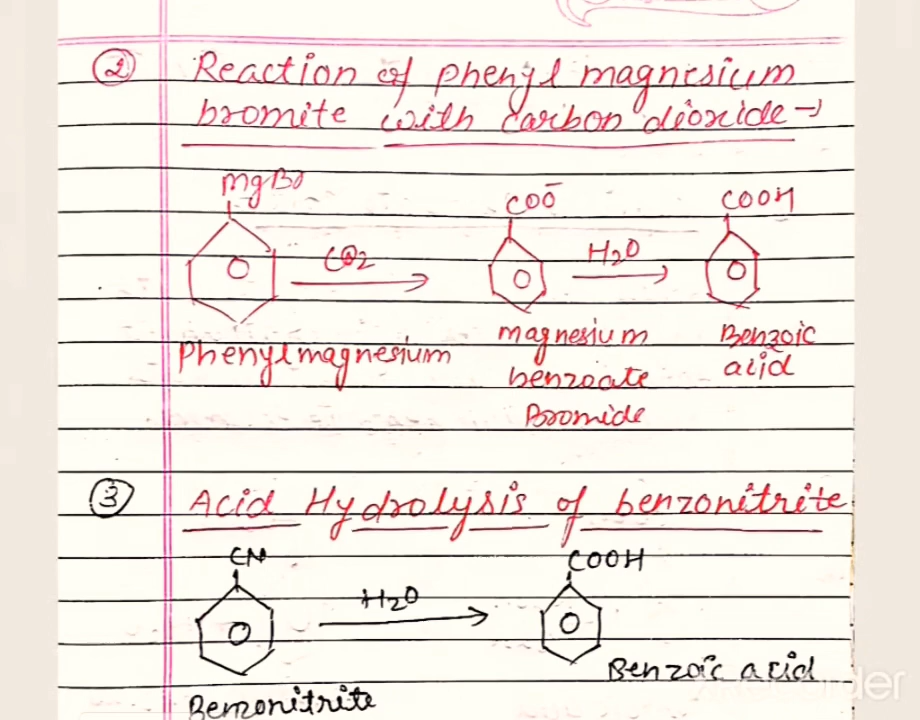 ② Reaction of phenyl magnesium
bromite with carbon dioxide →
MgBr
COO⁻
COOH
CO2
H2O
Phenylmagnesium
magnesium
benzoate
Bromide
Benzoic
acid
③ Acid Hydrolysis of benzonitrite
CN
COOH
H2O
Benzoic acid
Benzonitrite